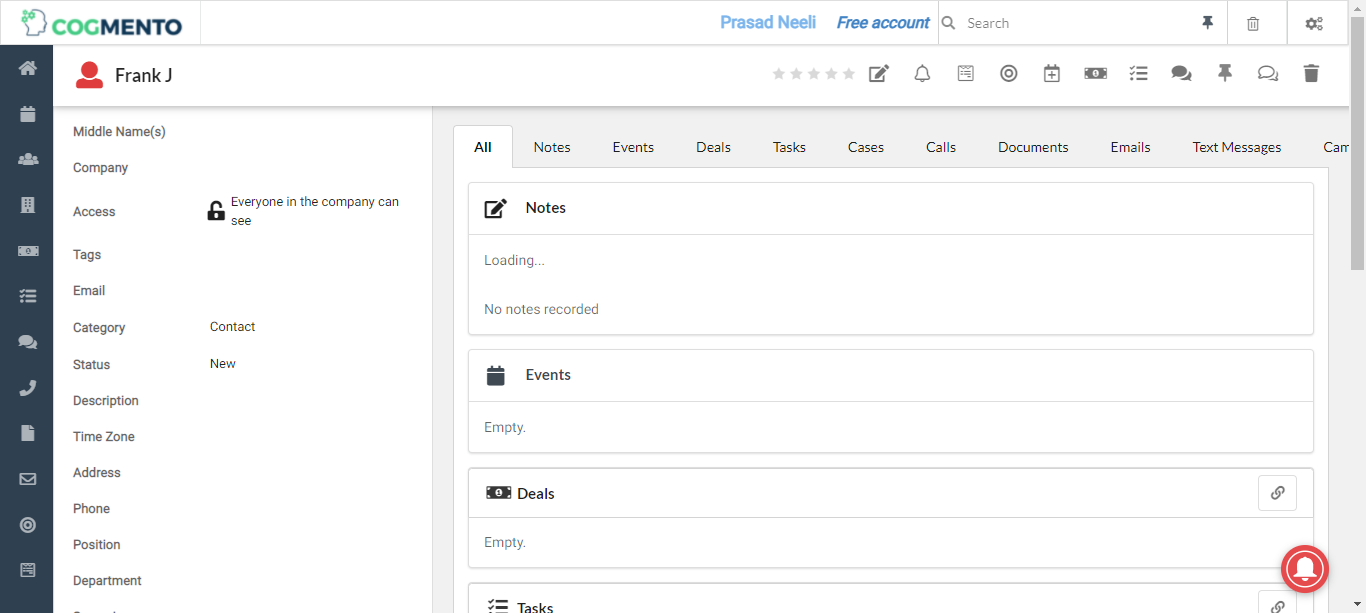 COGMENTO
Prasad Neeli Free account Search
Frank J
Middle Name(s)
Company
Access Everyone in the company can
see
Tags
Email
Category Contact
Status New
Description
Time Zone
Address
Phone
Position
Department
All Notes Events Deals Tasks Cases Calls Documents Emails Text Messages Cam
Notes
Loading...
No notes recorded
Events
Empty.
Deals
Empty.
Tasks